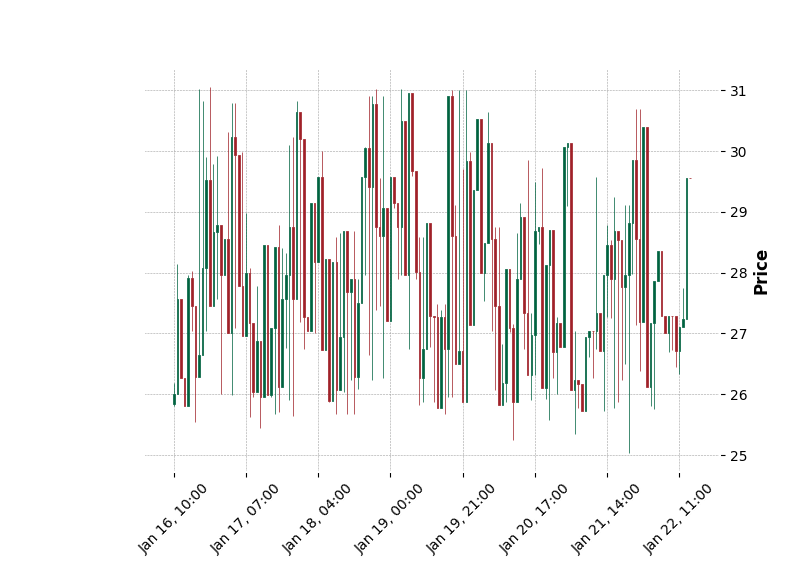 31
30
29
28
27
26
25
Price
Jan 16, 10:00
Jan 17, 07:00
Jan 18, 04:00
Jan 19, 00:00
Jan 19, 21:00
Jan 20, 17:00
Jan 21, 14:00
Jan 22, 11:00